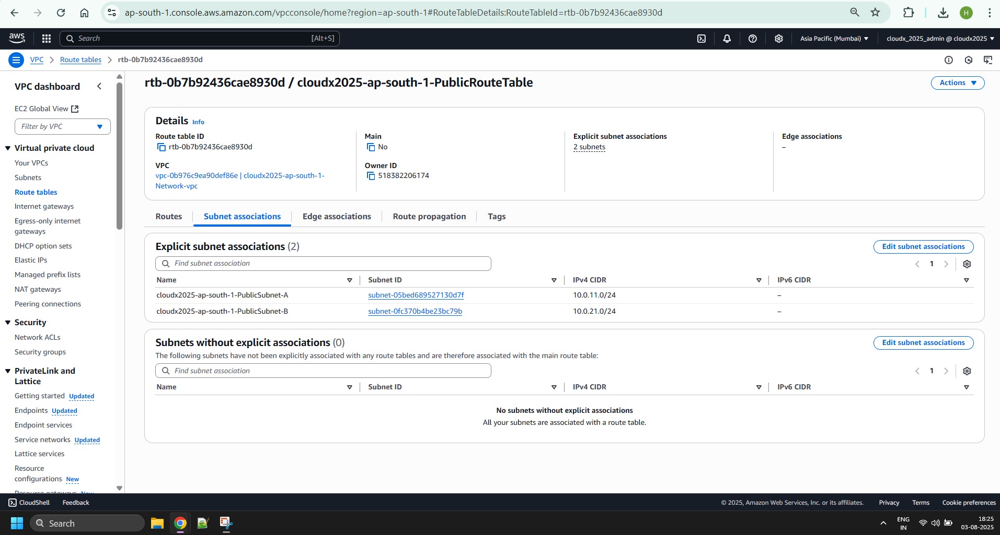 ap-south-1.console.aws.amazon.com/vpcconsole/home?region=ap-south-1#RouteTableDetails:RouteTableId=rtb-0b7b92436cae8930d
H
aws
Search [Alt+S]
Asia Pacific (Mumbai)
cloudx_2025_admin @ cloudx2025
VPC
Route tables
rtb-0b7b92436cae8930d
VPC dashboard
EC2 Global View
Filter by VPC
Virtual private cloud
Your VPCs
Subnets
Route tables
Internet gateways
Egress-only internet
gateways
DHCP option sets
Elastic IPs
Managed prefix lists
NAT gateways
Peering connections
Security
Network ACLs
Security groups
PrivateLink and
Lattice
Getting started Updated
Endpoints Updated
Endpoint services
Service networks Updated
Lattice services
Resource
configurations New
Resource gateways New
rtb-0b7b92436cae8930d / cloudx2025-ap-south-1-PublicRouteTable
Actions
Details Info
Route table ID
rtb-0b7b92436cae8930d
Main
No
Explicit subnet associations
2 subnets
Edge associations
–
VPC
vpc-0b976c9ea90def86e | cloudx2025-ap-south-1-
Network-vpc
Owner ID
518382206174
Routes
Subnet associations
Edge associations
Route propagation
Tags
Explicit subnet associations (2)
Edit subnet associations
Find subnet association
1
Name Subnet ID IPv4 CIDR IPv6 CIDR
cloudx2025-ap-south-1-PublicSubnet-A subnet-05bed689527130d7f 10.0.11.0/24 –
cloudx2025-ap-south-1-PublicSubnet-B subnet-0fc370b4be23bc79b 10.0.21.0/24 –
Subnets without explicit associations (0)
Edit subnet associations
The following subnets have not been explicitly associated with any route tables and are therefore associated with the main route table:
Find subnet association
1
Name Subnet ID IPv4 CIDR IPv6 CIDR
No subnets without explicit associations
All your subnets are associated with a route table.
CloudShell
Feedback
© 2025, Amazon Web Services, Inc. or its affiliates.
Privacy
Terms
Cookie preferences
Search
ENG
IN
18:25
03-08-2025